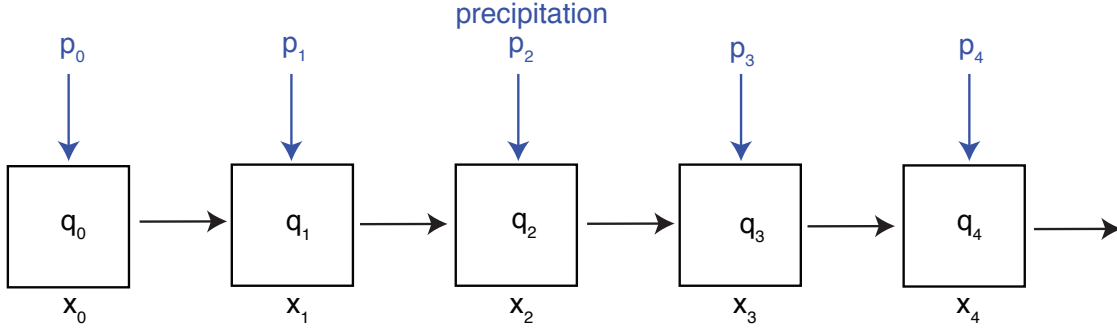 precipitation
p₀ p₁ p₂ p₃ p₄
q₀ q₁ q₂ q₃ q₄
x₀ x₁ x₂ x₃ x₄